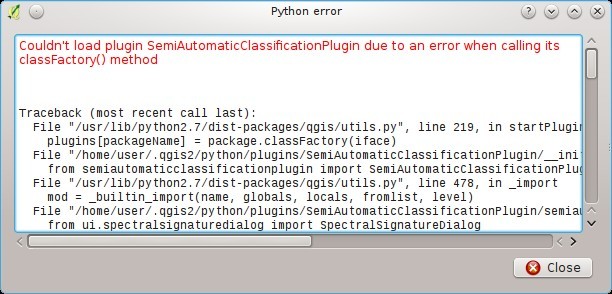 Python error
Couldn't load plugin SemiAutomaticClassificationPlugin due to an error when calling its
classFactory() method
Traceback (most recent call last):
File "/usr/lib/python2.7/dist-packages/qgis/utils.py", line 219, in startPlugin
plugins[packageName] = package.classFactory(iface)
File "/home/user/.qgis2/python/plugins/SemiAutomaticClassificationPlugin/__ini
from semiautomaticclassificationplugin import SemiAutomaticClassificationPlug
File "/usr/lib/python2.7/dist-packages/qgis/utils.py", line 478, in _import
mod = _builtin_import(name, globals, locals, fromlist, level)
File "/home/user/.qgis2/python/plugins/SemiAutomaticClassificationPlugin/semiau
from ui.spectralsignaturedialog import SpectralSignatureDialog
Close